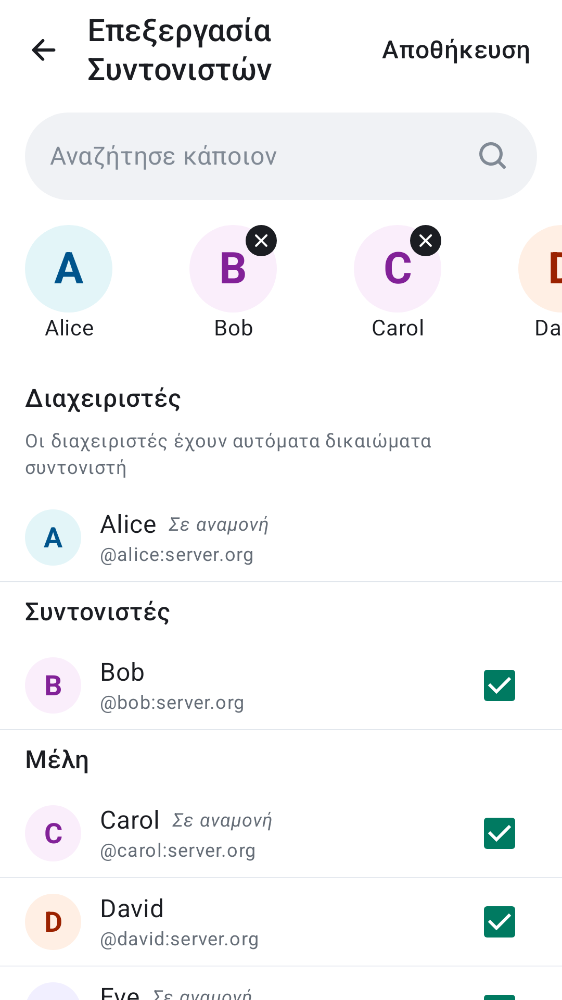 Επεξεργασία
Συντονιστών
Αποθήκευση
Αναζήτησε κάποιον
A
B
C
Alice
Bob
Carol
Διαχειριστές
Οι διαχειριστές έχουν αυτόματα δικαιώματα
συντονιστή
A
Alice Σε αναμονή
@alice:server.org
Συντονιστές
B
Bob
@bob:server.org
Μέλη
C
Carol Σε αναμονή
@carol:server.org
D
David
@david:server.org
Eve Σε αναμονή